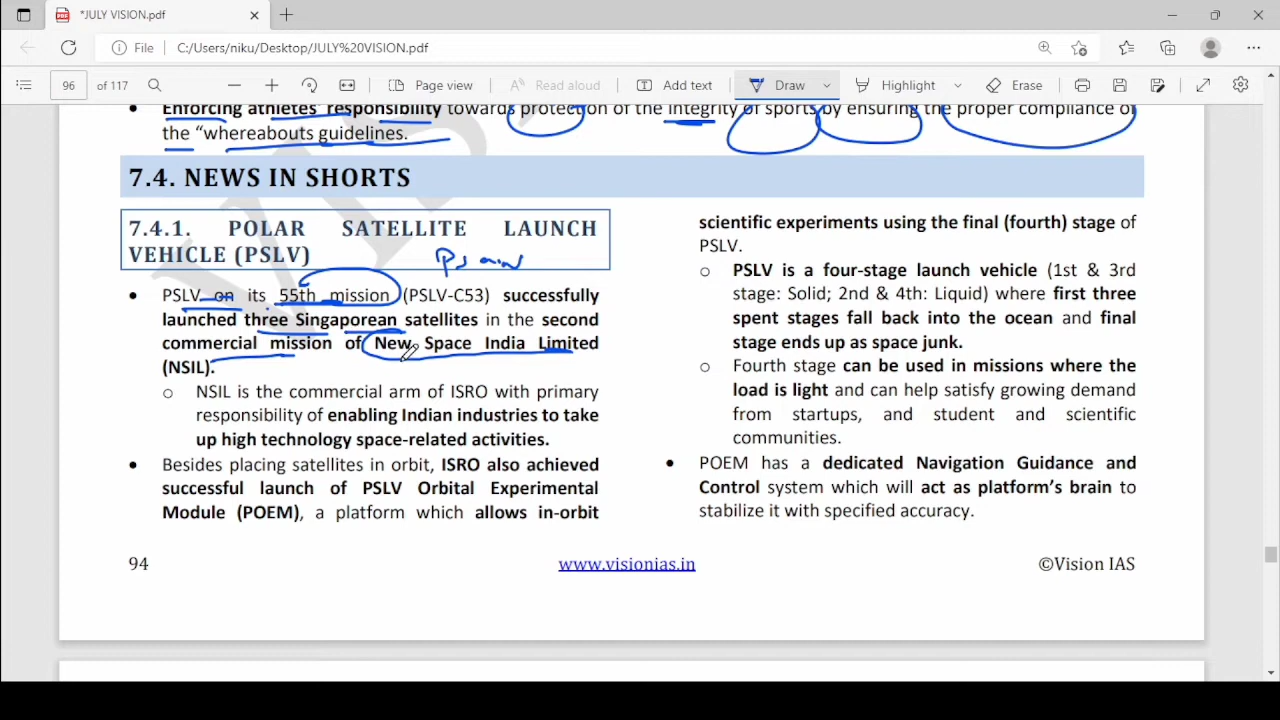 *JULY VISION.pdf
File
C:/Users/niku/Desktop/JULY%20VISION.pdf
96
of 117
Page view
Read aloud
Add text
Draw
Highlight
Erase
Enforcing athletes' responsibility towards protection of the integrity of sports by ensuring the proper compliance of
the "whereabouts guidelines.
7.4. NEWS IN SHORTS
7.4.1. POLAR SATELLITE LAUNCH
VEHICLE (PSLV)
• PSLV on its 55th mission (PSLV-C53) successfully
launched three Singaporean satellites in the second
commercial mission of New Space India Limited
(NSIL).
o NSIL is the commercial arm of ISRO with primary
responsibility of enabling Indian industries to take
up high technology space-related activities.
• Besides placing satellites in orbit, ISRO also achieved
successful launch of PSLV Orbital Experimental
Module (POEM), a platform which allows in-orbit
scientific experiments using the final (fourth) stage of
PSLV.
o PSLV is a four-stage launch vehicle (1st & 3rd
stage: Solid; 2nd & 4th: Liquid) where first three
spent stages fall back into the ocean and final
stage ends up as space junk.
o Fourth stage can be used in missions where the
load is light and can help satisfy growing demand
from startups, and student and scientific
communities.
• POEM has a dedicated Navigation Guidance and
Control system which will act as platform's brain to
stabilize it with specified accuracy.
94
www.visionias.in
©Vision IAS